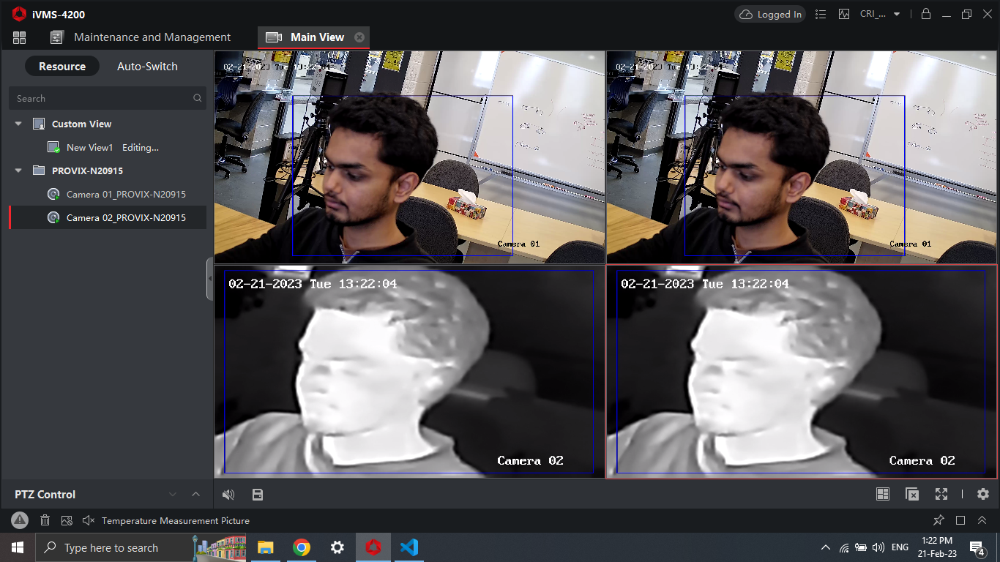 iVMS-4200
Logged In
CRI_...
Maintenance and Management
Main View
Resource
Auto-Switch
Search
Custom View
New View1 Editing...
PROVIX-N20915
Camera 01_PROVIX-N20915
Camera 02_PROVIX-N20915
02-21-2023 Tue 13:22:04
Camera 01
02-21-2023 Tue 13:22:04
Camera 01
02-21-2023 Tue 13:22:04
Camera 02
02-21-2023 Tue 13:22:04
Camera 02
PTZ Control
Temperature Measurement Picture
Type here to search
ENG
1:22 PM
21-Feb-23
4